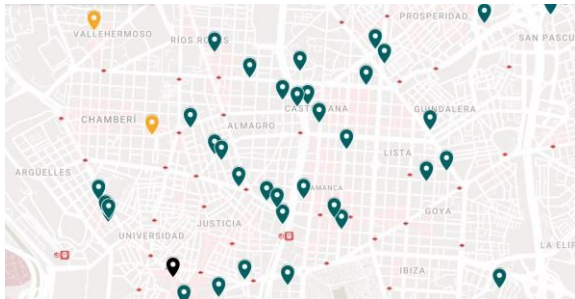 PROSPERIDAD
VALLEHERMOSO
RÍOS ROSAS
SAN PASCU
CASTELLANA
GUINDALERA
CHAMBERÍ
ALMAGRO
LISTA
ARGÜELLES
AMANCA
GOYA
JUSTICIA
UNIVERSIDAD
LA ELIP
IBIZA